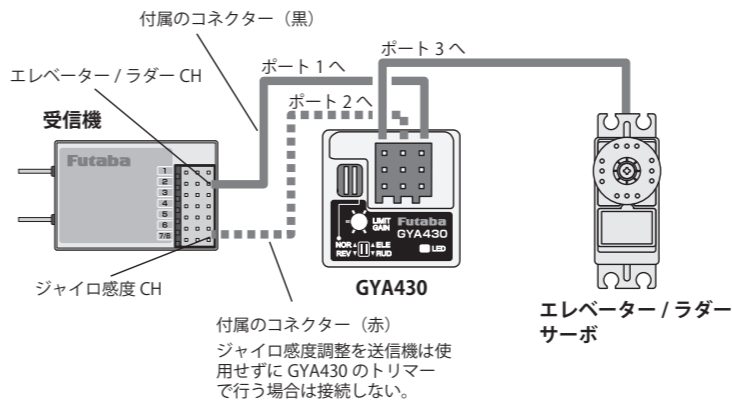 付属のコネクター（黒）
ポート 3 へ
エレベーター / ラダー CH
ポート 1 へ
ポート 2 へ
受信機
Futaba
1
2
3
4
5
6
7/8
LIMIT
GAIN
Futaba
GYA430
NOR ▲ ▲ ELE
REV ▼ ▼ RUD
LED
ジャイロ感度 CH
GYA430
エレベーター / ラダー
サーボ
付属のコネクター（赤）
ジャイロ感度調整を送信機は使
用せずに GYA430 のトリマー
で行う場合は接続しない。